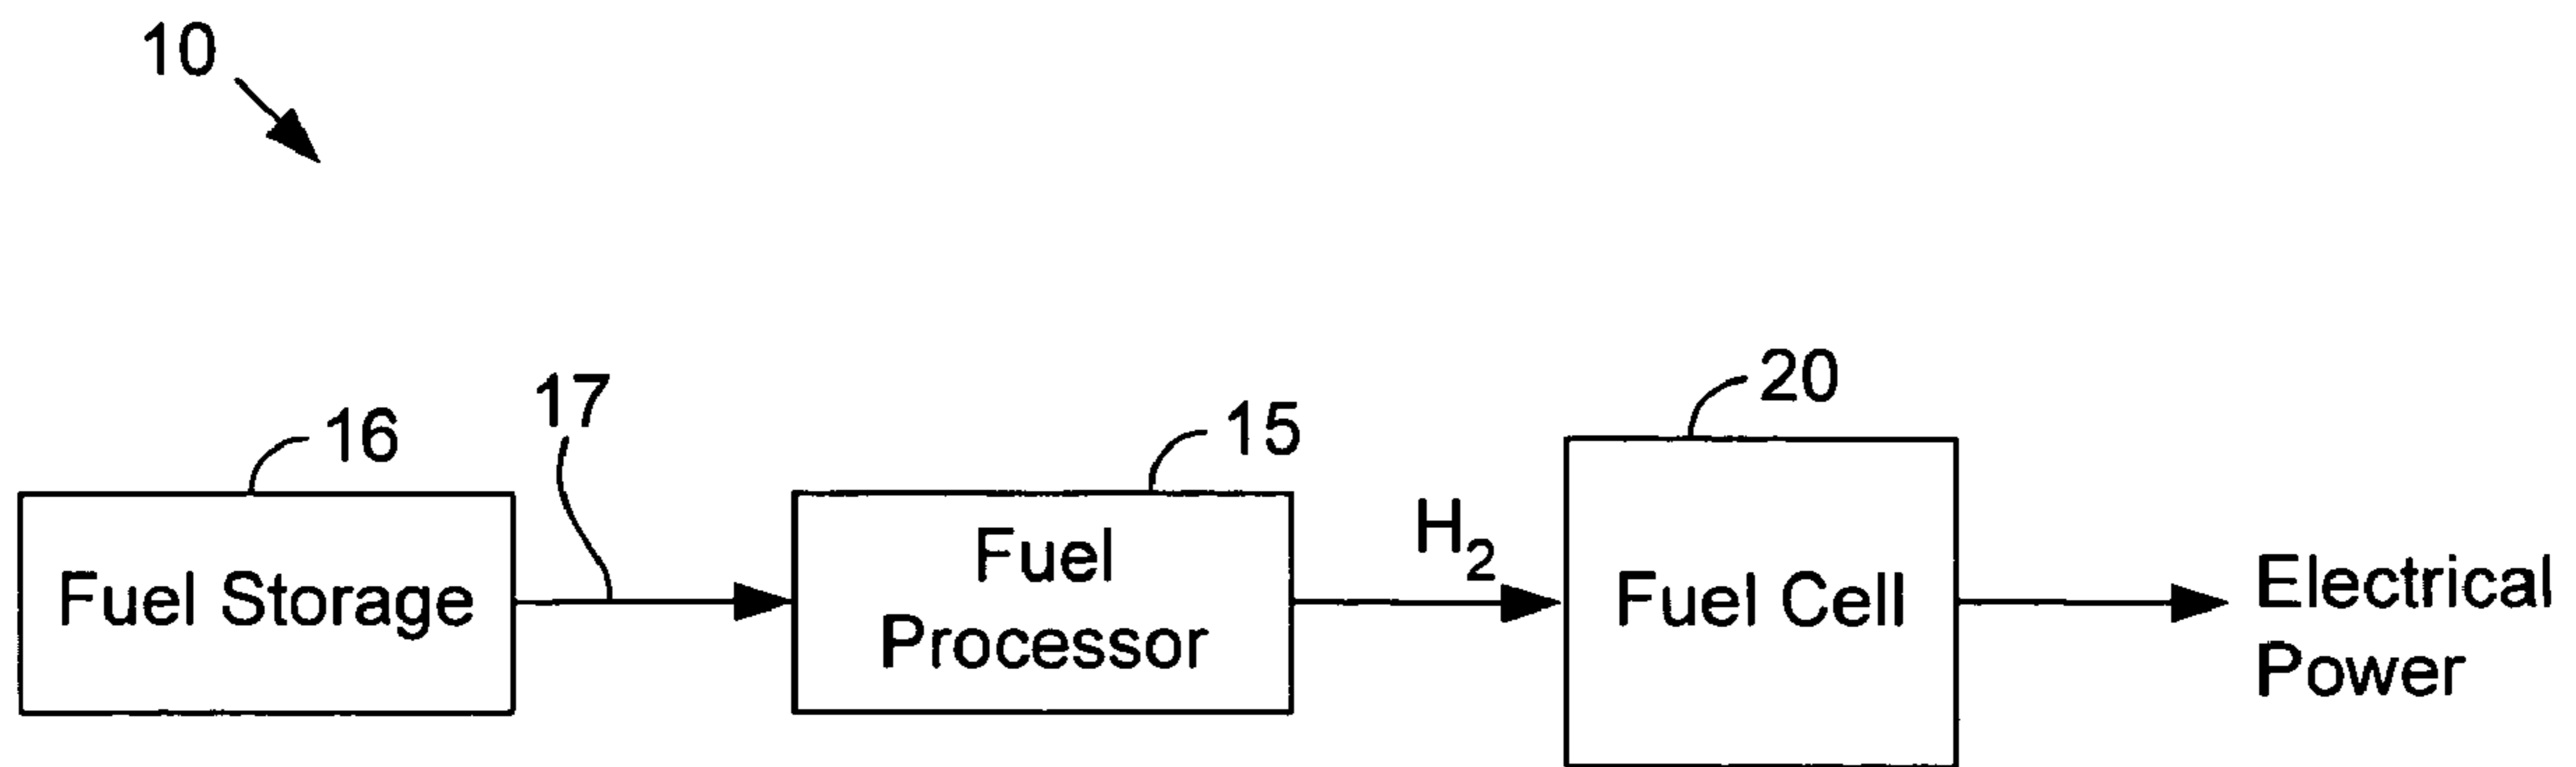 10
16
17
15
20
Fuel Storage
Fuel
Processor
H2
Fuel Cell
Electrical
Power